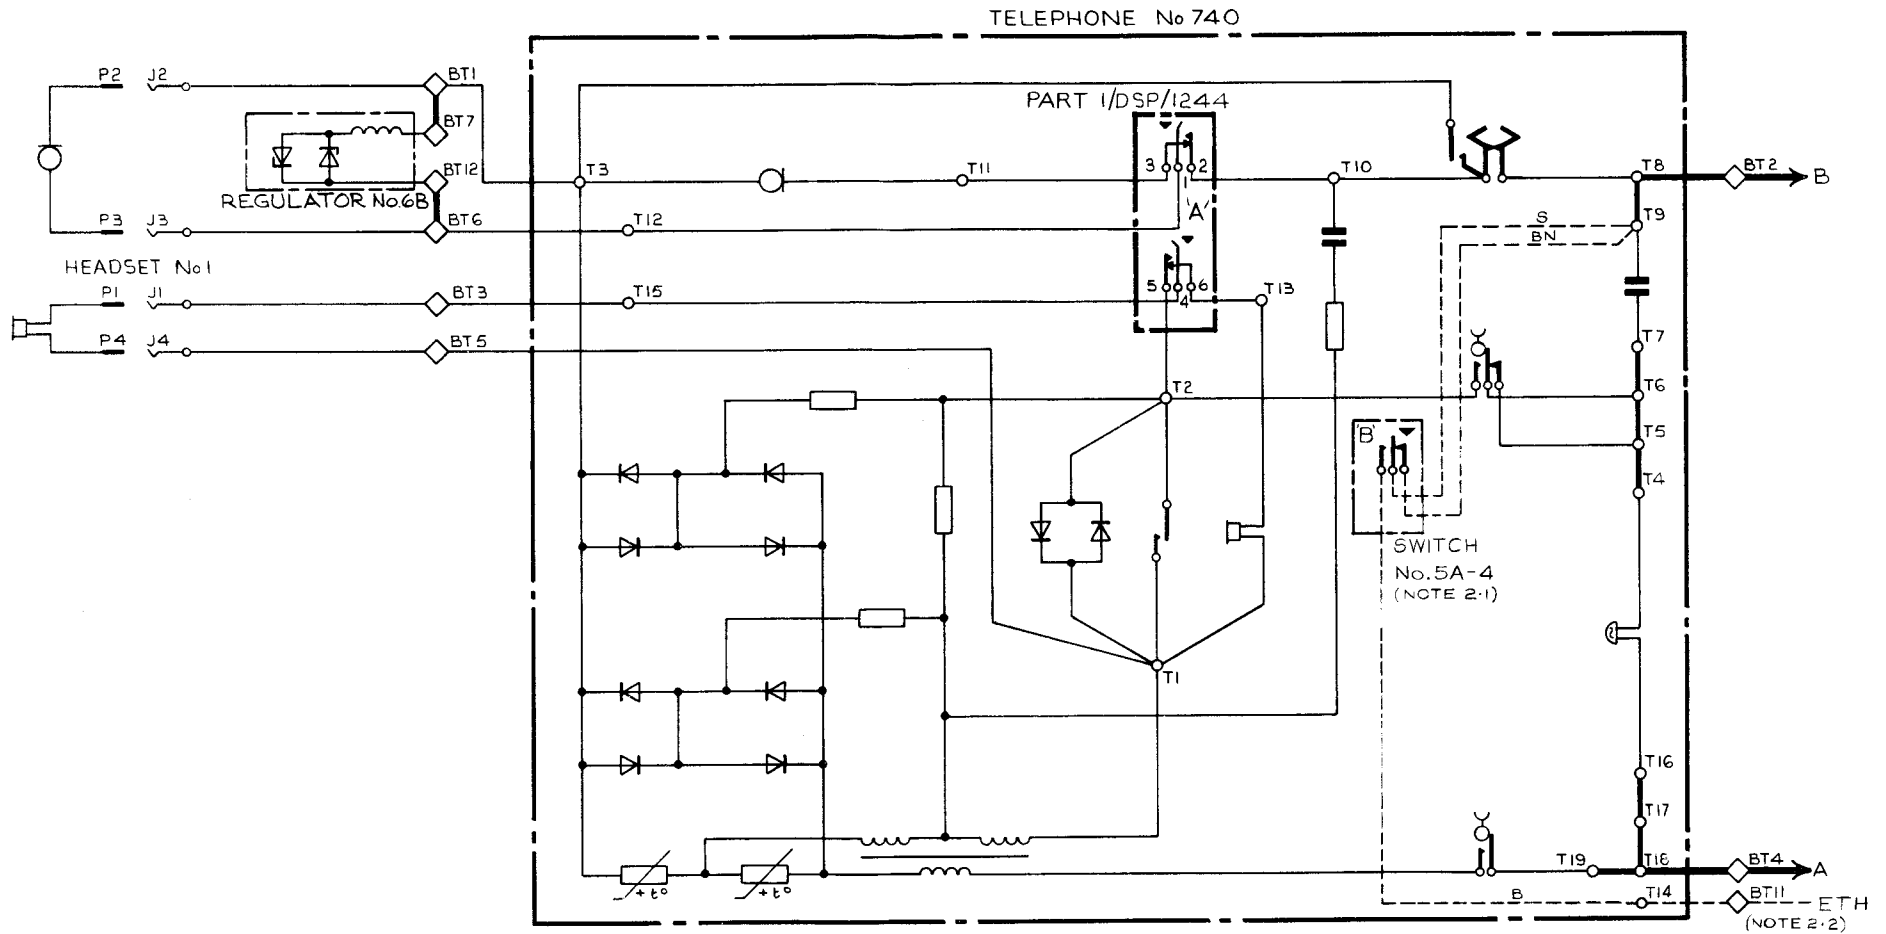 TELEPHONE No 740
P2 J2 BT1
PART 1/DSP/1244
BT7
BT12
REGULATOR No.6B
T3 T11 3 2 T10 T8 BT2 B
1
'A'
P3 J3 BT6 T12 S T9
BN
HEADSET No 1
P1 J1 BT3 T15 5 4 6 T13
P4 J4 BT5 T7
T2 T6
'B' T5
T4
SWITCH
No.5A-4
(NOTE 2·1)
T1
T16
T17
T19 T18 BT4 A
+t° +t°
B T14 BT11 ETH
(NOTE 2·2)